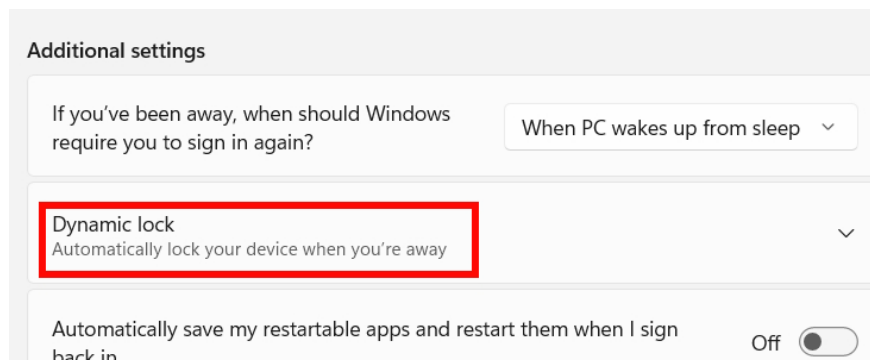 Additional settings
If you've been away, when should Windows
require you to sign in again?
When PC wakes up from sleep
Dynamic lock
Automatically lock your device when you're away
Automatically save my restartable apps and restart them when I sign
back in
Off